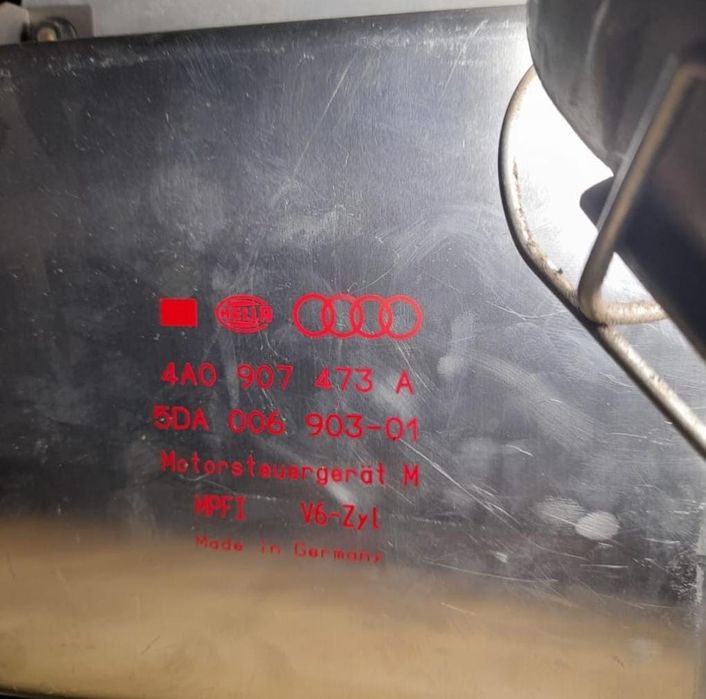 HELLA
4A0 907 473 A
5DA 006 903-01
Motorsteuergerät M
MPFI V6-Zyl
Made in Germany